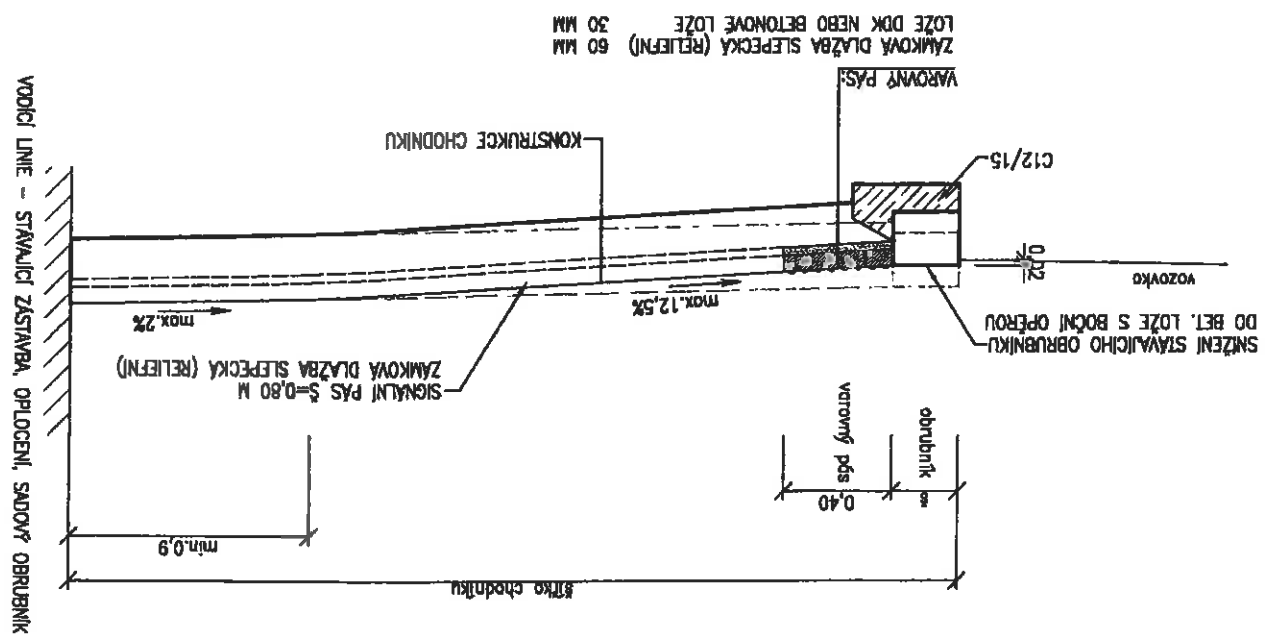 šířka chodníku
min.0,9
0,40
obrubník
varovný pás
SNÍŽENÍ STÁVAJÍCÍHO OBRUBNÍKU
DO BET. LOŽE S BOČNÍ OPĚROU
SIGNÁLNÍ PÁS Š=0,80 M
ZÁMKOVÁ DLAŽBA SLEPECKÁ (RELIEFNÍ)
vozovka
0,02
max.12,5%
max.2%
C12/15
KONSTRUKCE CHODNÍKU
VAROVNÝ PÁS:
ZÁMKOVÁ DLAŽBA SLEPECKÁ (RELIEFNÍ) 60 MM
LOŽE DDK NEBO BETONOVÉ LOŽE 30 MM
VODÍCÍ LINIE - STÁVAJÍCÍ ZÁSTAVBA, OPLOCENÍ, SADOVÝ OBRUBNÍK